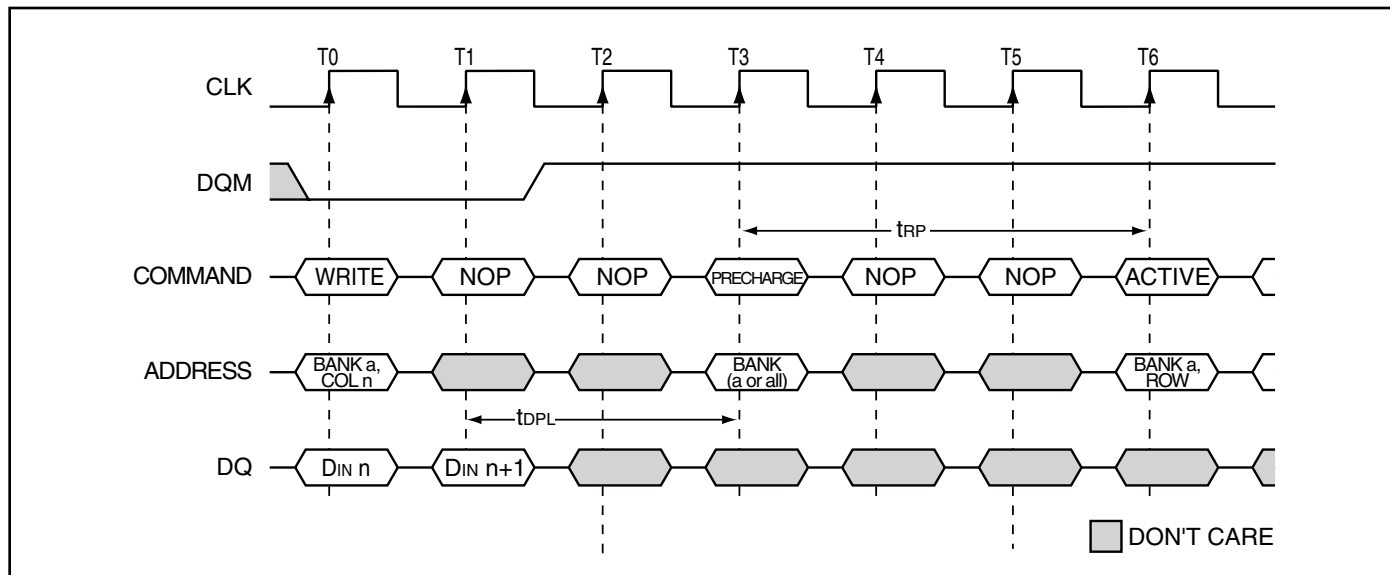 T0 T1 T2 T3 T4 T5 T6
CLK
DQM
tRP
COMMAND WRITE NOP NOP PRECHARGE NOP NOP ACTIVE
ADDRESS BANK a, COL n BANK (a or all) BANK a, ROW
tDPL
DQ DIN n DIN n+1
DON'T CARE